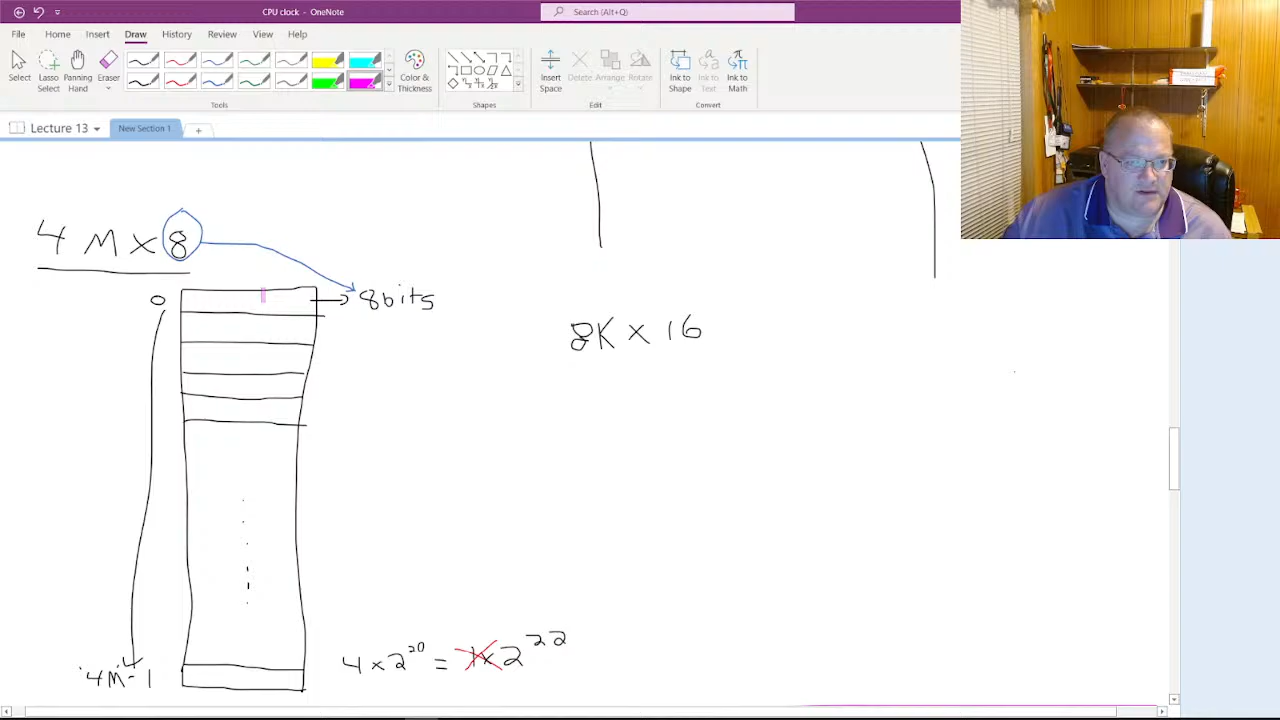 CPU clock - OneNote
Search (Alt+Q)
File Home Insert Draw History Review View Help
Select
Lasso Select
Panning Hand
Eraser
Thickness
Insert Space
Delete
Arrange
Rotate
Ink to Shape
Ink to Text
Ink to Math
Tools
Shapes
Edit
Convert
Lecture 13
New Section 1
+
4 M x 8
0
8bits
8K x 16
4M-1
4 x 2^20 = 1x 2^22